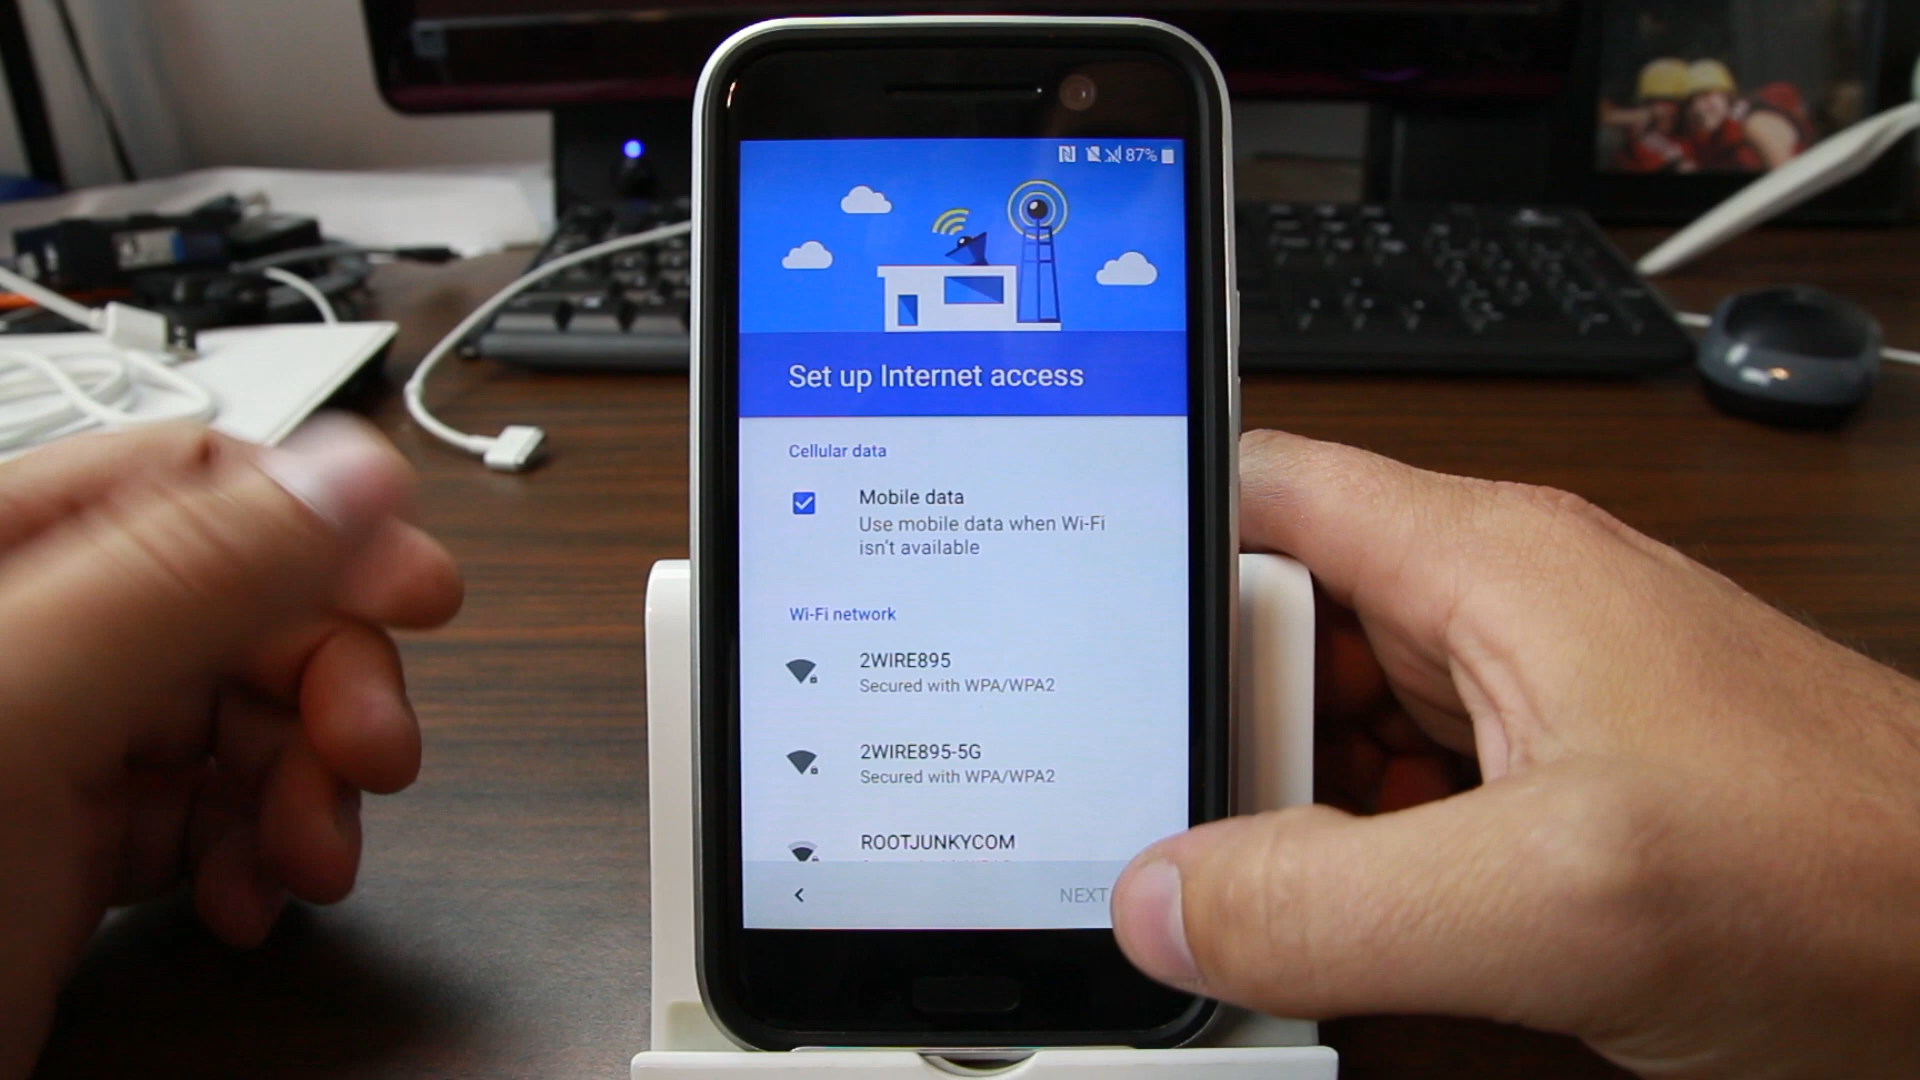 87%
Set up Internet access
Cellular data
Mobile data
Use mobile data when Wi-Fi
isn't available
Wi-Fi network
2WIRE895
Secured with WPA/WPA2
2WIRE895-5G
Secured with WPA/WPA2
ROOTJUNKYCOM
NEXT